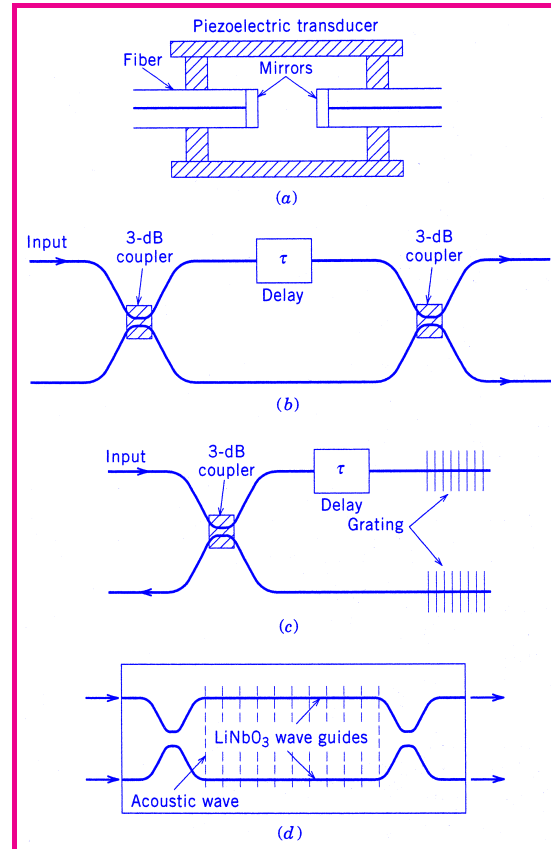 Piezoelectric transducer
Fiber
Mirrors
(a)
Input
3-dB
coupler
τ
Delay
3-dB
coupler
(b)
Input
3-dB
coupler
τ
Delay
Grating
(c)
LiNbO₃ wave guides
Acoustic wave
(d)